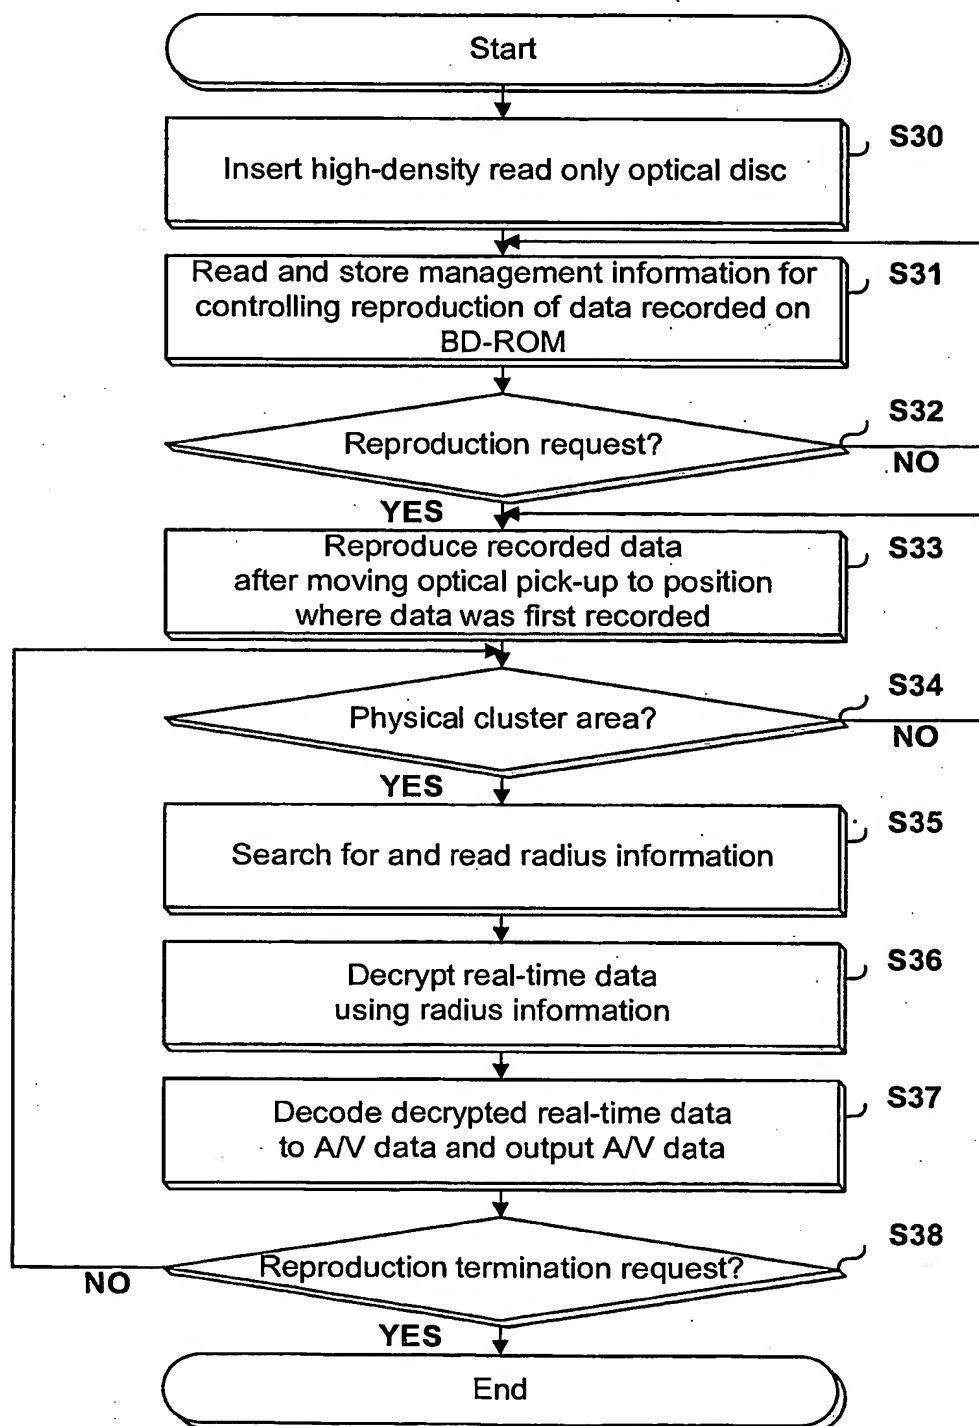 Start
S30
Insert high-density read only optical disc
Read and store management information for
S31
controlling reproduction of data recorded on
BD-ROM
S32
Reproduction request?
NO
YES
Reproduce recorded data
S33
after moving optical pick-up to position
where data was first recorded
S34
Physical cluster area?
NO
YES
S35
Search for and read radius information
S36
Decrypt real-time data
using radius information
S37
Decode decrypted real-time data
to A/V data and output A/V data
S38
Reproduction termination request?
NO
YES
End